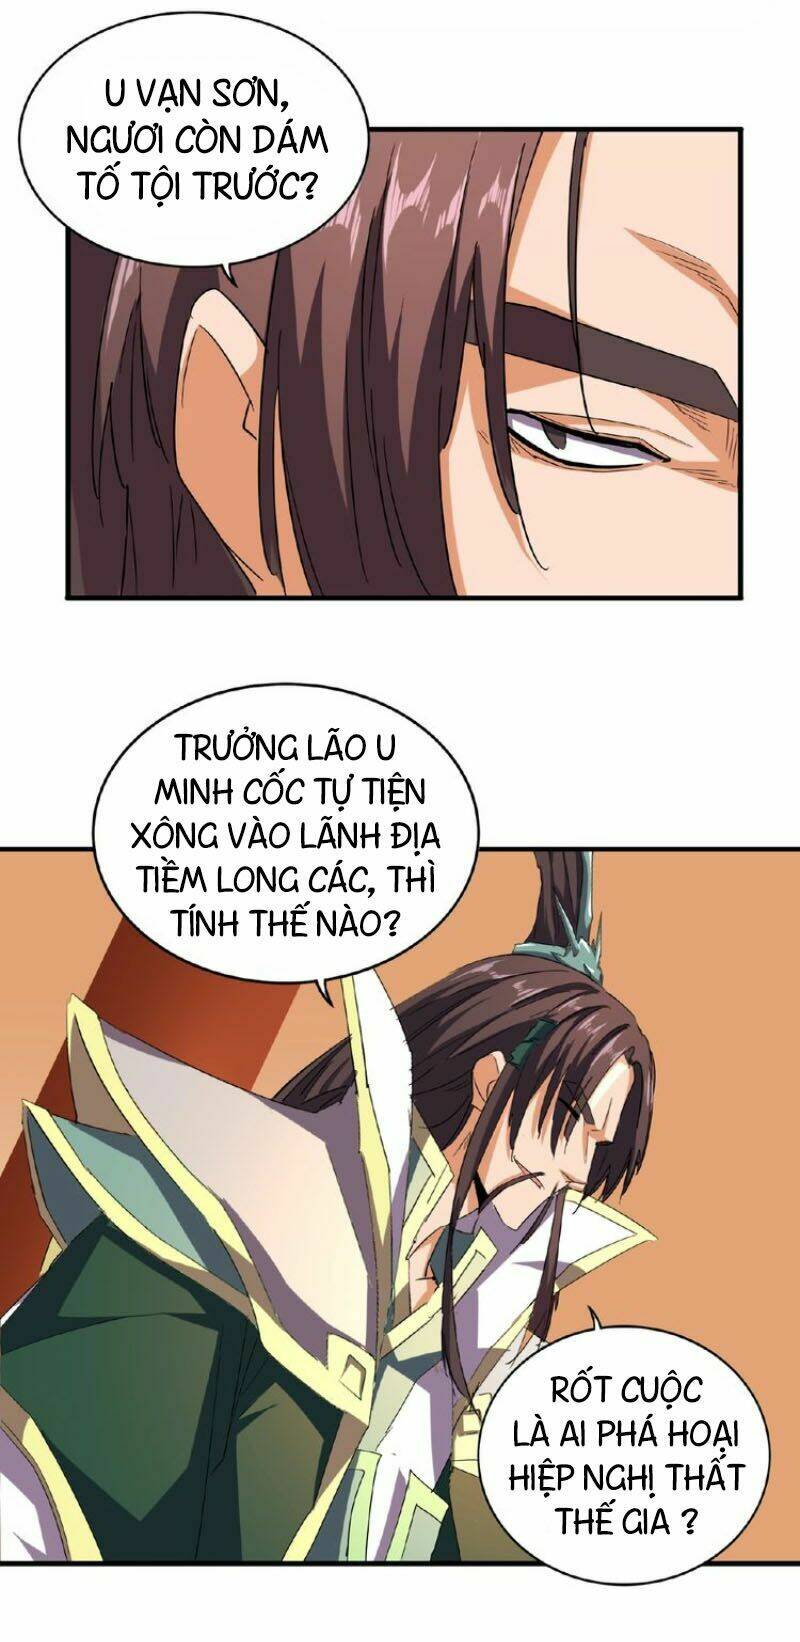 U VẠN SƠN,
NGƯƠI CÒN DÁM
TỐ TỘI TRƯỚC?
TRƯỞNG LÃO U
MINH CỐC TỰ TIỆN
XÔNG VÀO LÃNH ĐỊA
TIỀM LONG CÁC, THÌ
TÍNH THẾ NÀO?
RỐT CUỘC
LÀ AI PHÁ HOẠI
HIỆP NGHỊ THẤT
THẾ GIA ?